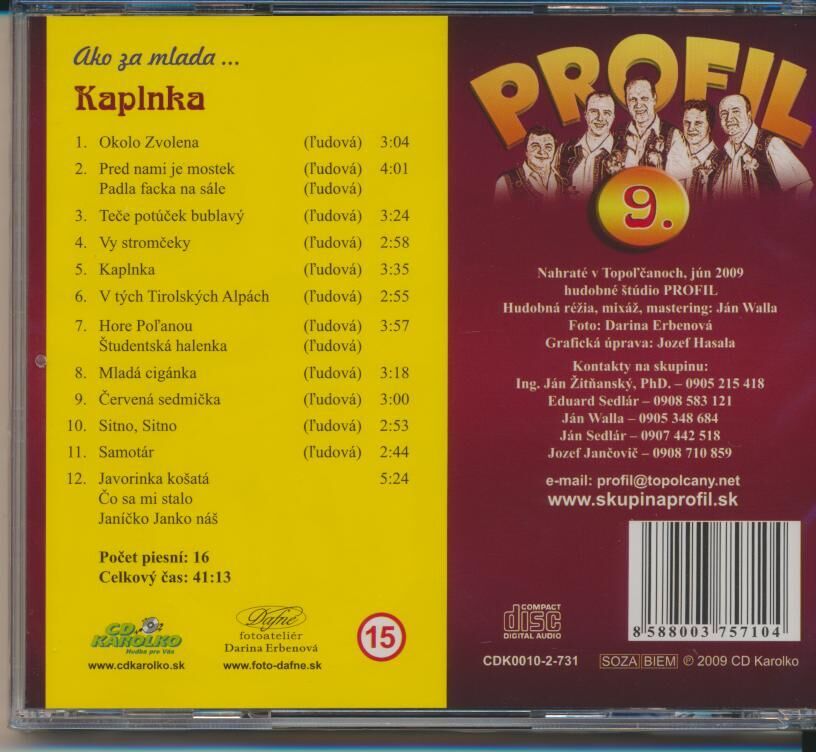 Ako za mlada ...
Kaplnka
1. Okolo Zvolena (ľudová) 3:04
2. Pred nami je mostek (ľudová) 4:01
Padla facka na sále (ľudová)
3. Teče potúček bublavý (ľudová) 3:24
4. Vy stromčeky (ľudová) 2:58
5. Kaplnka (ľudová) 3:35
6. V tých Tirolských Alpách (ľudová) 2:55
7. Hore Poľanou (ľudová) 3:57
Študentská halenka (ľudová)
8. Mladá cigánka (ľudová) 3:18
9. Červená sedmička (ľudová) 3:00
10. Sitno, Sitno (ľudová) 2:53
11. Samotár (ľudová) 2:44
12. Javorinka košatá 5:24
Čo sa mi stalo
Janíčko Janko náš
Počet piesní: 16
Celkový čas: 41:13
CD KAROLKO
Hudba pre Vás
www.cdkarolko.sk
Dafné
fotoateliér
Darina Erbenová
www.foto-dafne.sk
15
PROFIL
9.
Nahraté v Topoľčanoch, jún 2009
hudobné štúdio PROFIL
Hudobná réžia, mixáž, mastering: Ján Walla
Foto: Darina Erbenová
Grafická úprava: Jozef Hasala
Kontakty na skupinu:
Ing. Ján Žitňanský, PhD. – 0905 215 418
Eduard Sedlár – 0908 583 121
Ján Walla – 0905 348 684
Ján Sedlár – 0907 442 518
Jozef Jančovič – 0908 710 859
e-mail: profil@topolcany.net
www.skupinaprofil.sk
COMPACT
disc
DIGITAL AUDIO
8 588003 757104
CDK0010-2-731
SOZA BIEM ℗ 2009 CD Karolko